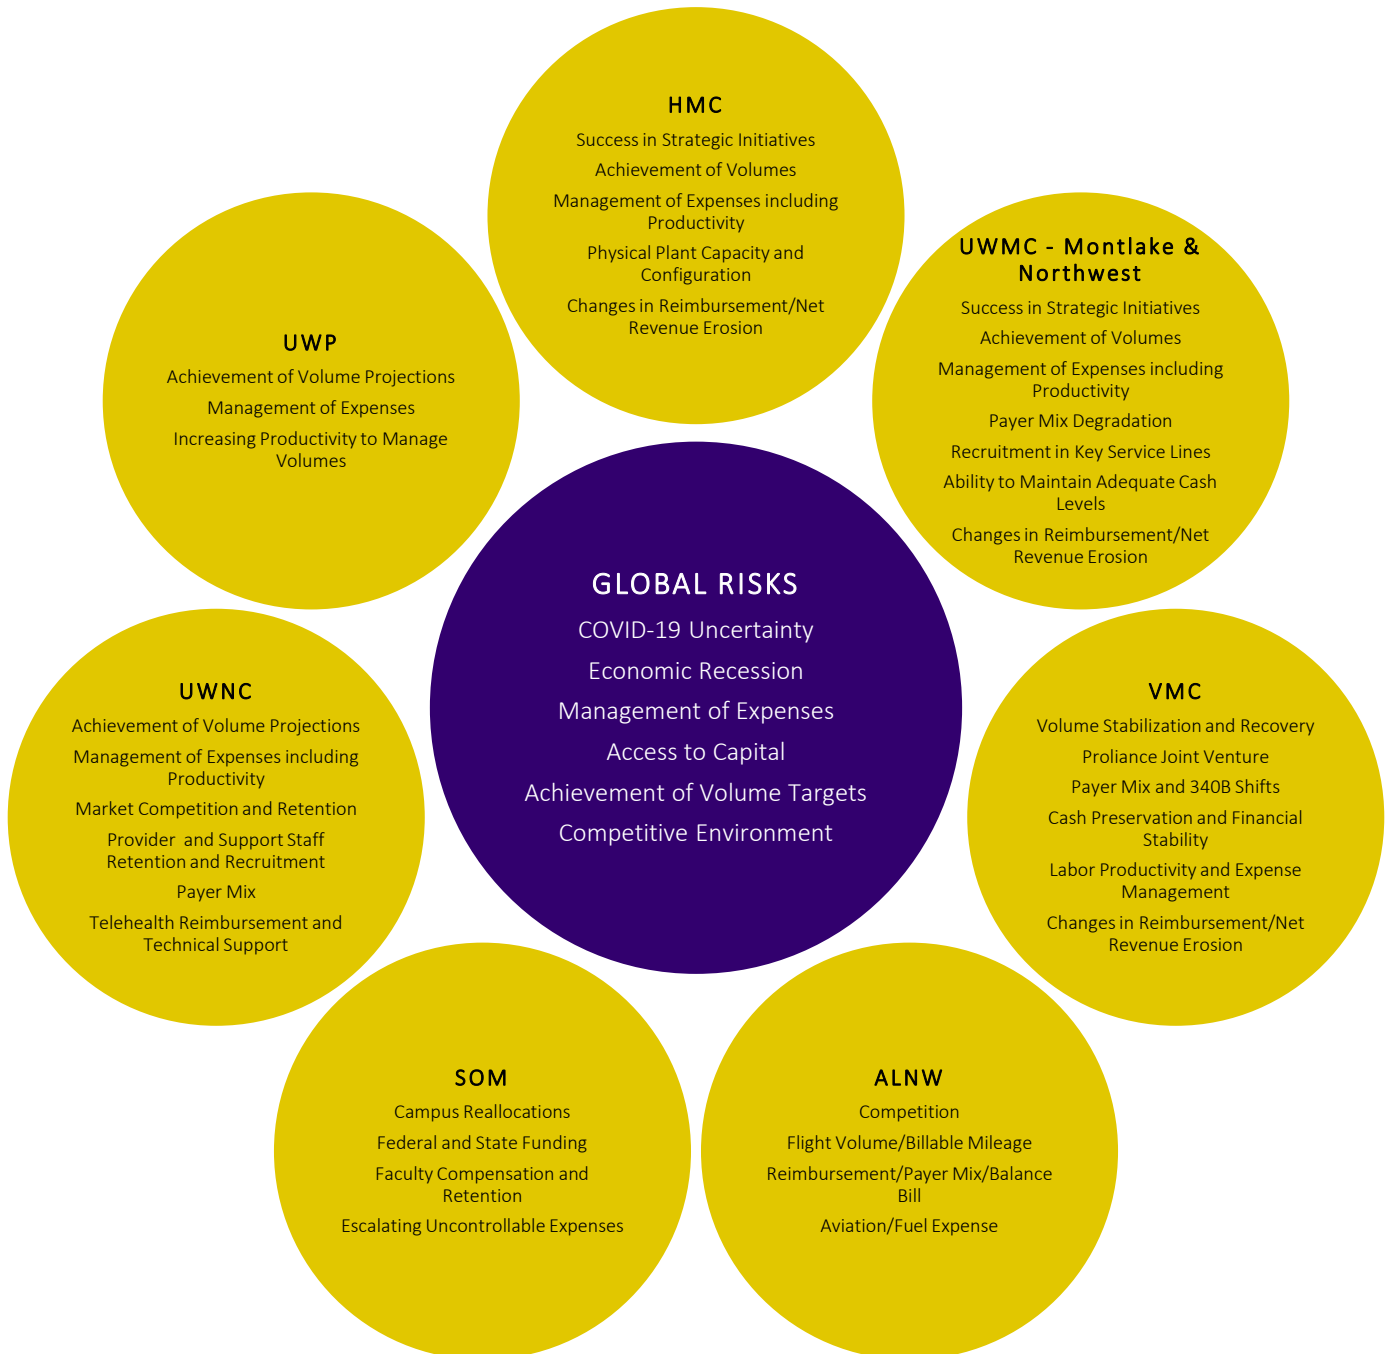 HMC
Success in Strategic Initiatives
Achievement of Volumes
Management of Expenses including
Productivity
Physical Plant Capacity and
Configuration
Changes in Reimbursement/Net
Revenue Erosion
UWMC - Montlake &
Northwest
Success in Strategic Initiatives
Achievement of Volumes
Management of Expenses including
Productivity
Payer Mix Degradation
Recruitment in Key Service Lines
Ability to Maintain Adequate Cash
Levels
Changes in Reimbursement/Net
Revenue Erosion
VMC
Volume Stabilization and Recovery
Proliance Joint Venture
Payer Mix and 340B Shifts
Cash Preservation and Financial
Stability
Labor Productivity and Expense
Management
Changes in Reimbursement/Net
Revenue Erosion
ALNW
Competition
Flight Volume/Billable Mileage
Reimbursement/Payer Mix/Balance
Bill
Aviation/Fuel Expense
SOM
Campus Reallocations
Federal and State Funding
Faculty Compensation and
Retention
Escalating Uncontrollable Expenses
UWNC
Achievement of Volume Projections
Management of Expenses including
Productivity
Market Competition and Retention
Provider and Support Staff
Retention and Recruitment
Payer Mix
Telehealth Reimbursement and
Technical Support
UWP
Achievement of Volume Projections
Management of Expenses
Increasing Productivity to Manage
Volumes
GLOBAL RISKS
COVID-19 Uncertainty
Economic Recession
Management of Expenses
Access to Capital
Achievement of Volume Targets
Competitive Environment